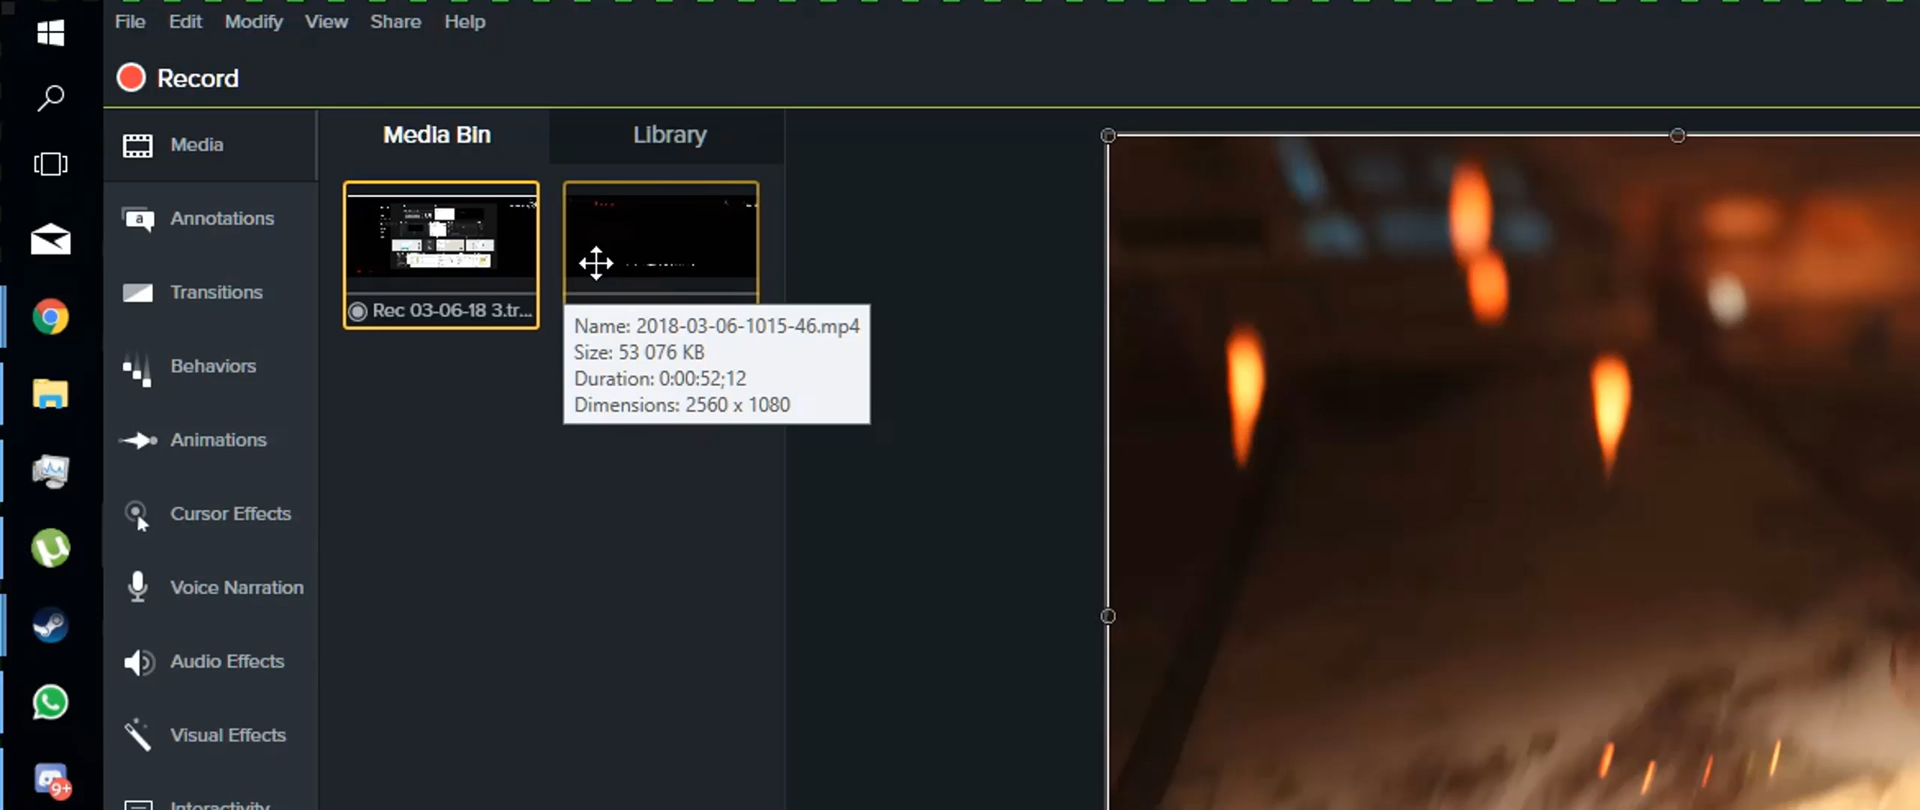 File Edit Modify View Share Help
Record
Media Bin Library
Media
Annotations
Transitions
Behaviors
Animations
Cursor Effects
Voice Narration
Audio Effects
Visual Effects
Interactivity
Rec 03-06-18 3.tr...
Name: 2018-03-06-1015-46.mp4
Size: 53 076 KB
Duration: 0:00:52;12
Dimensions: 2560 x 1080
a
9+